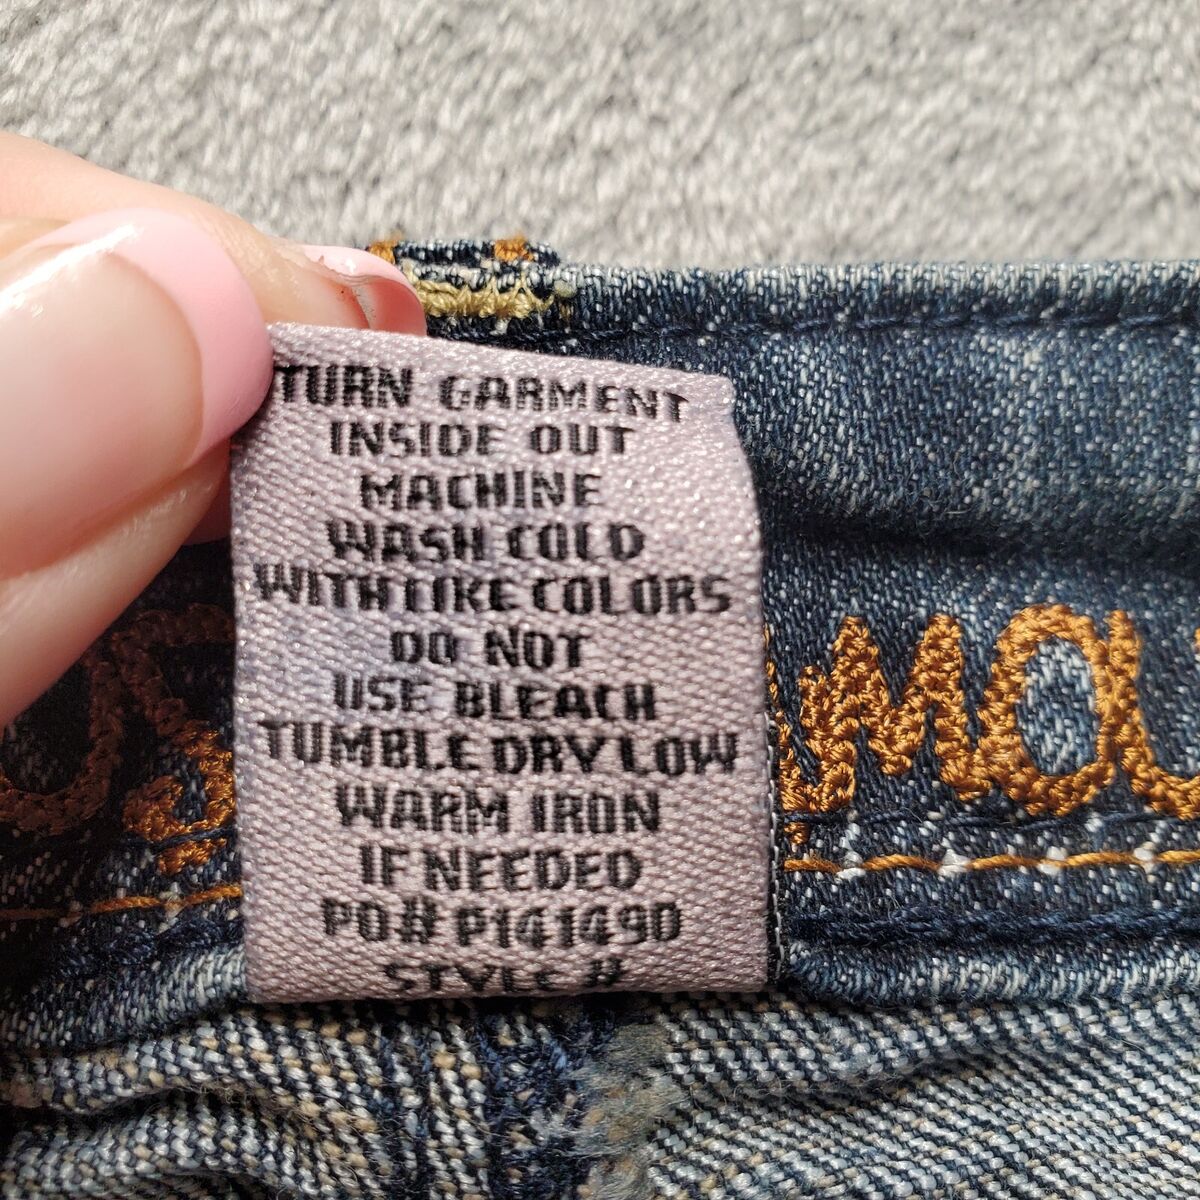 TURN GARMENT
INSIDE OUT
MACHINE
WASH COLD
WITH LIKE COLORS
DO NOT
USE BLEACH
TUMBLE DRY LOW
WARM IRON
IF NEEDED
PO# P141490
STYLE #